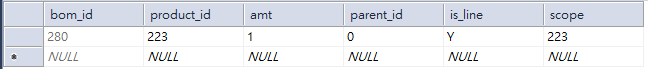 bom_id product_id amt parent_id is_line scope
280 223 1 0 Y 223
* NULL NULL NULL NULL NULL NULL